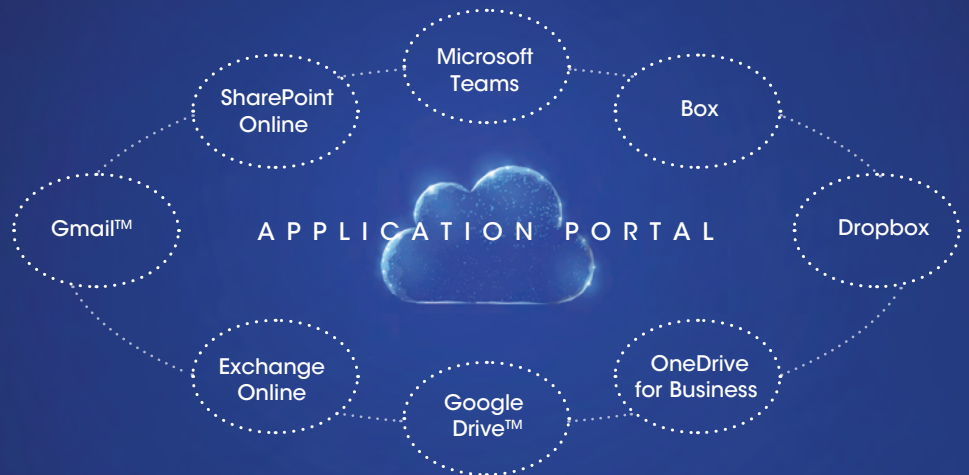 Microsoft
Teams
SharePoint
Online
Box
Gmail™
APPLICATION PORTAL
Dropbox
Exchange
Online
Google
Drive™
OneDrive
for Business